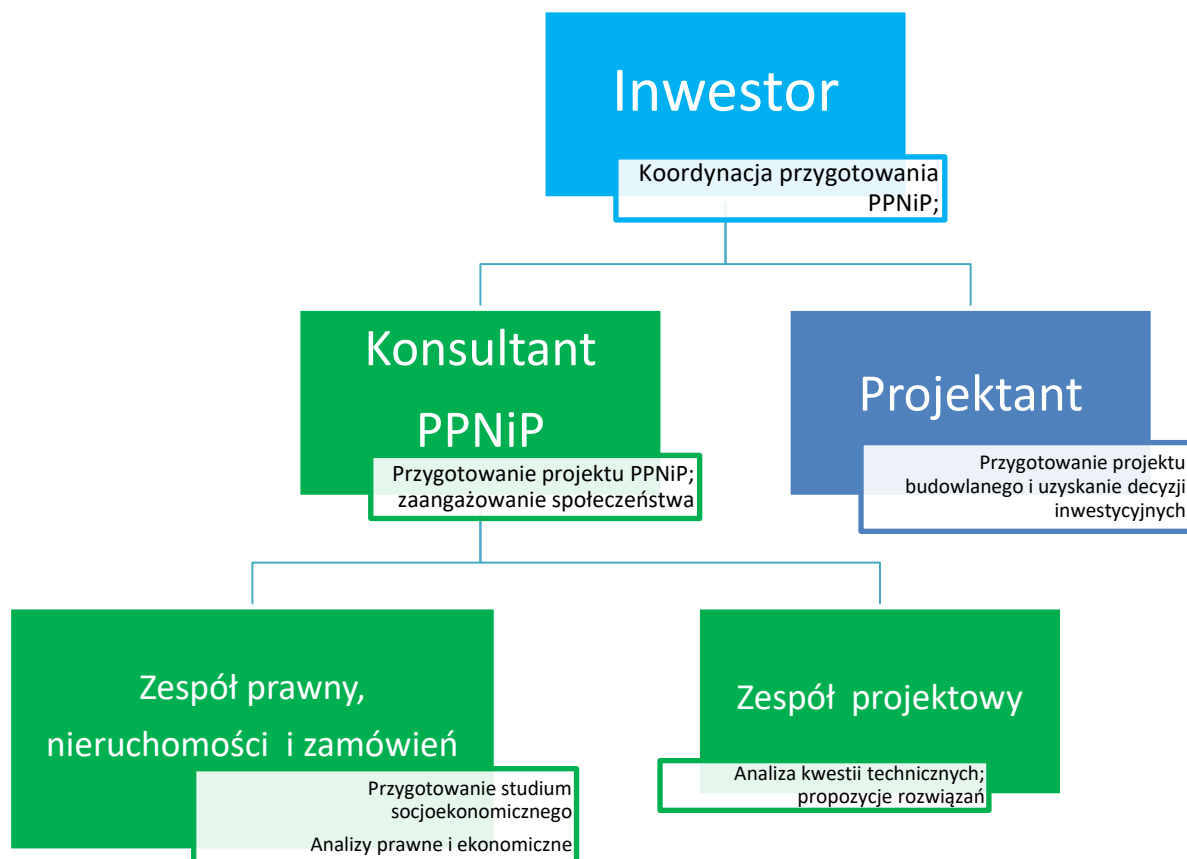 Inwestor
Koordynacja przygotowania
PPNiP;
Konsultant
PPNiP
Przygotowanie projektu PPNiP;
zaangażowanie społeczeństwa
Projektant
Przygotowanie projektu
budowlanego i uzyskanie decyzji
inwestycyjnych
Zespół prawny,
nieruchomości i zamówień
Przygotowanie studium
socjoekonomicznego
Analizy prawne i ekonomiczne
Zespół projektowy
Analiza kwestii technicznych;
propozycje rozwiązań